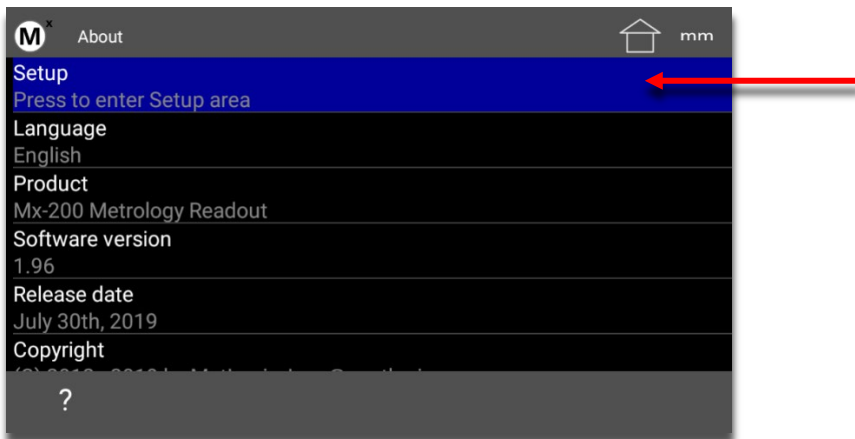 M x About mm
Setup
Press to enter Setup area
Language
English
Product
Mx-200 Metrology Readout
Software version
1.96
Release date
July 30th, 2019
Copyright
?